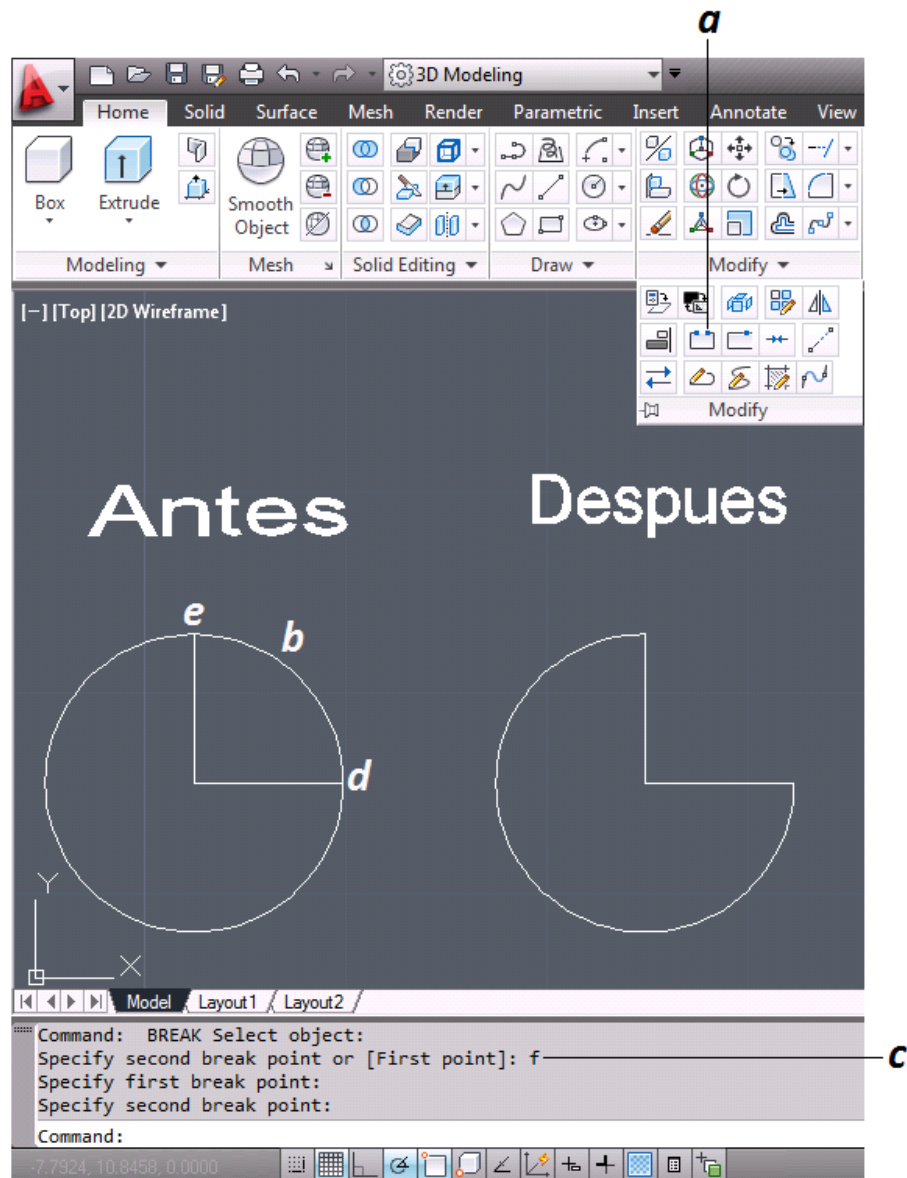 a
3D Modeling
Home Solid Surface Mesh Render Parametric Insert Annotate View
Box Extrude Smooth Object
Modeling Mesh Solid Editing Draw Modify
[−] [Top] [2D Wireframe]
Modify
Antes Despues
e
b
d
Y
X
Model Layout1 Layout2
Command: BREAK Select object:
Specify second break point or [First point]: f
c
Specify first break point:
Specify second break point:
Command:
-7.7924, 10.8458, 0.0000